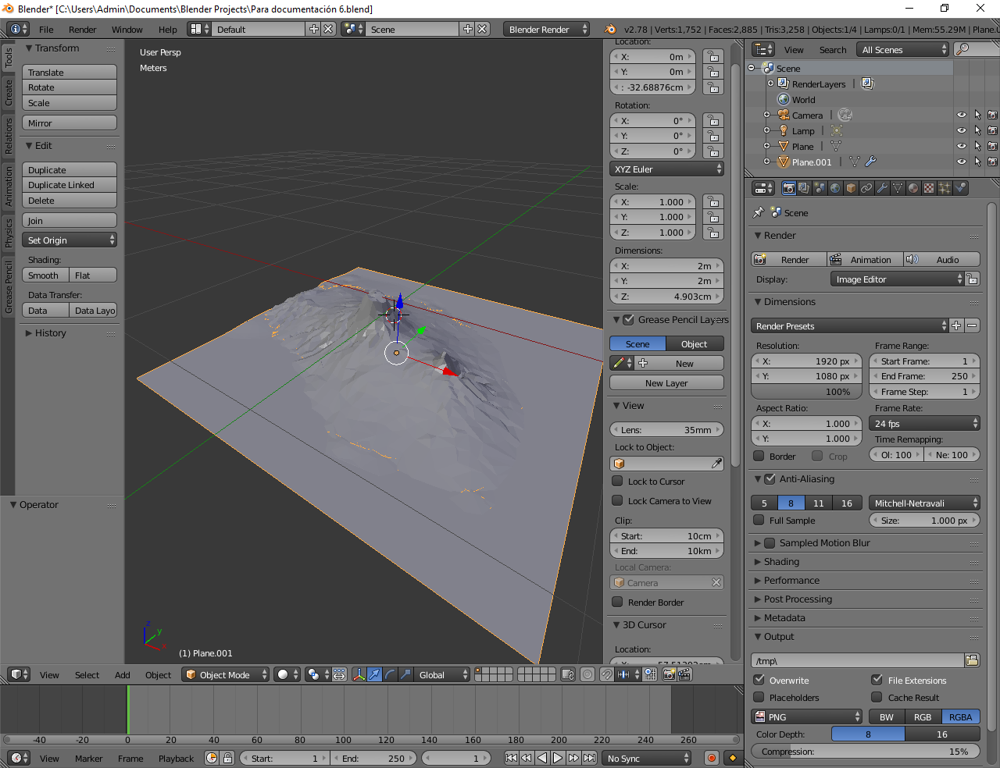 Blender* [C:\Users\Admin\Documents\Blender Projects\Para documentación 6.blend]
File Render Window Help Default Scene Blender Render v2.78 | Verts:1,752 | Faces:2,885 | Tris:3,258 | Objects:1/4 | Lamps:0/1 | Mem:55.29M |
Tools
Create
Relations
Animation
Physics
Grease Pencil
Transform
Translate
Rotate
Scale
Mirror
Edit
Duplicate
Duplicate Linked
Delete
Join
Set Origin
Shading:
Smooth Flat
Data Transfer:
Data Data Layo
History
Operator
User Persp
Meters
(1) Plane.001
Location:
X: 0m
Y: 0m
: -32.68876cm
Rotation:
X: 0°
Y: 0°
Z: 0°
XYZ Euler
Scale:
X: 1.000
Y: 1.000
Z: 1.000
Dimensions:
X: 2m
Y: 2m
Z: 4.903cm
Grease Pencil Layers
Scene Object
New
New Layer
View
Lens: 35mm
Lock to Object:
Lock to Cursor
Lock Camera to View
Clip:
Start: 10cm
End: 10km
Local Camera:
Camera
Render Border
3D Cursor
Location:
View Search All Scenes
Scene
RenderLayers
World
Camera
Lamp
Plane
Plane.001
Scene
Render
Render Animation Audio
Display: Image Editor
Dimensions
Render Presets
Resolution: Frame Range:
X: 1920 px Start Frame: 1
Y: 1080 px End Frame: 250
100% Frame Step: 1
Aspect Ratio: Frame Rate:
X: 1.000 24 fps
Y: 1.000 Time Remapping:
Border Crop Ol: 100 Ne: 100
Anti-Aliasing
5 8 11 16 Mitchell-Netravali
Full Sample Size: 1.000 px
Sampled Motion Blur
Shading
Performance
Post Processing
Metadata
Output
/tmp\
Overwrite File Extensions
Placeholders Cache Result
PNG BW RGB RGBA
Color Depth: 8 16
Compression: 15%
View Select Add Object Object Mode Global
-40 -20 0 20 40 60 80 100 120 140 160 180 200 220 240 260
View Marker Frame Playback Start: 1 End: 250 1 No Sync
x
y
z